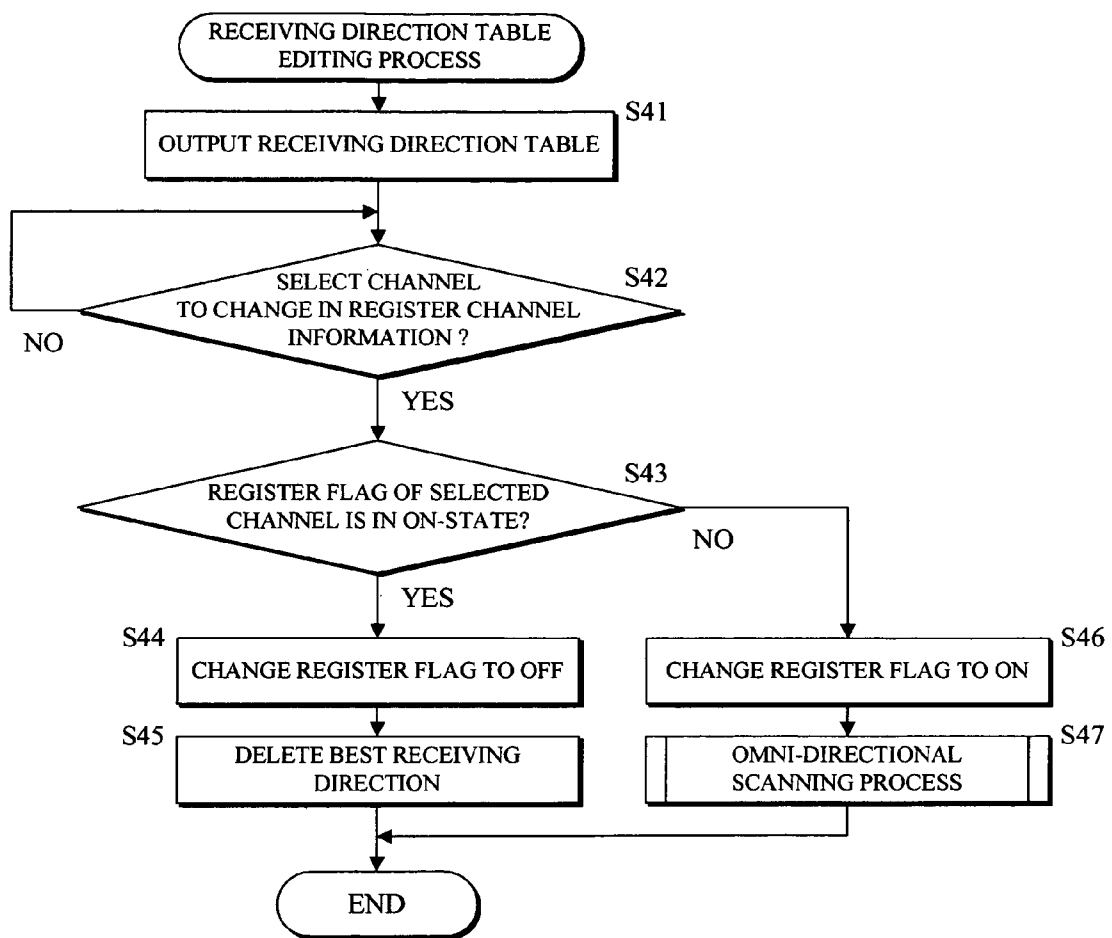 RECEIVING DIRECTION TABLE
EDITING PROCESS
S41
OUTPUT RECEIVING DIRECTION TABLE
S42
SELECT CHANNEL
TO CHANGE IN REGISTER CHANNEL
INFORMATION ?
NO
YES
S43
REGISTER FLAG OF SELECTED
CHANNEL IS IN ON-STATE?
NO
YES
S44
CHANGE REGISTER FLAG TO OFF
S46
CHANGE REGISTER FLAG TO ON
S45
DELETE BEST RECEIVING
DIRECTION
S47
OMNI-DIRECTIONAL
SCANNING PROCESS
END